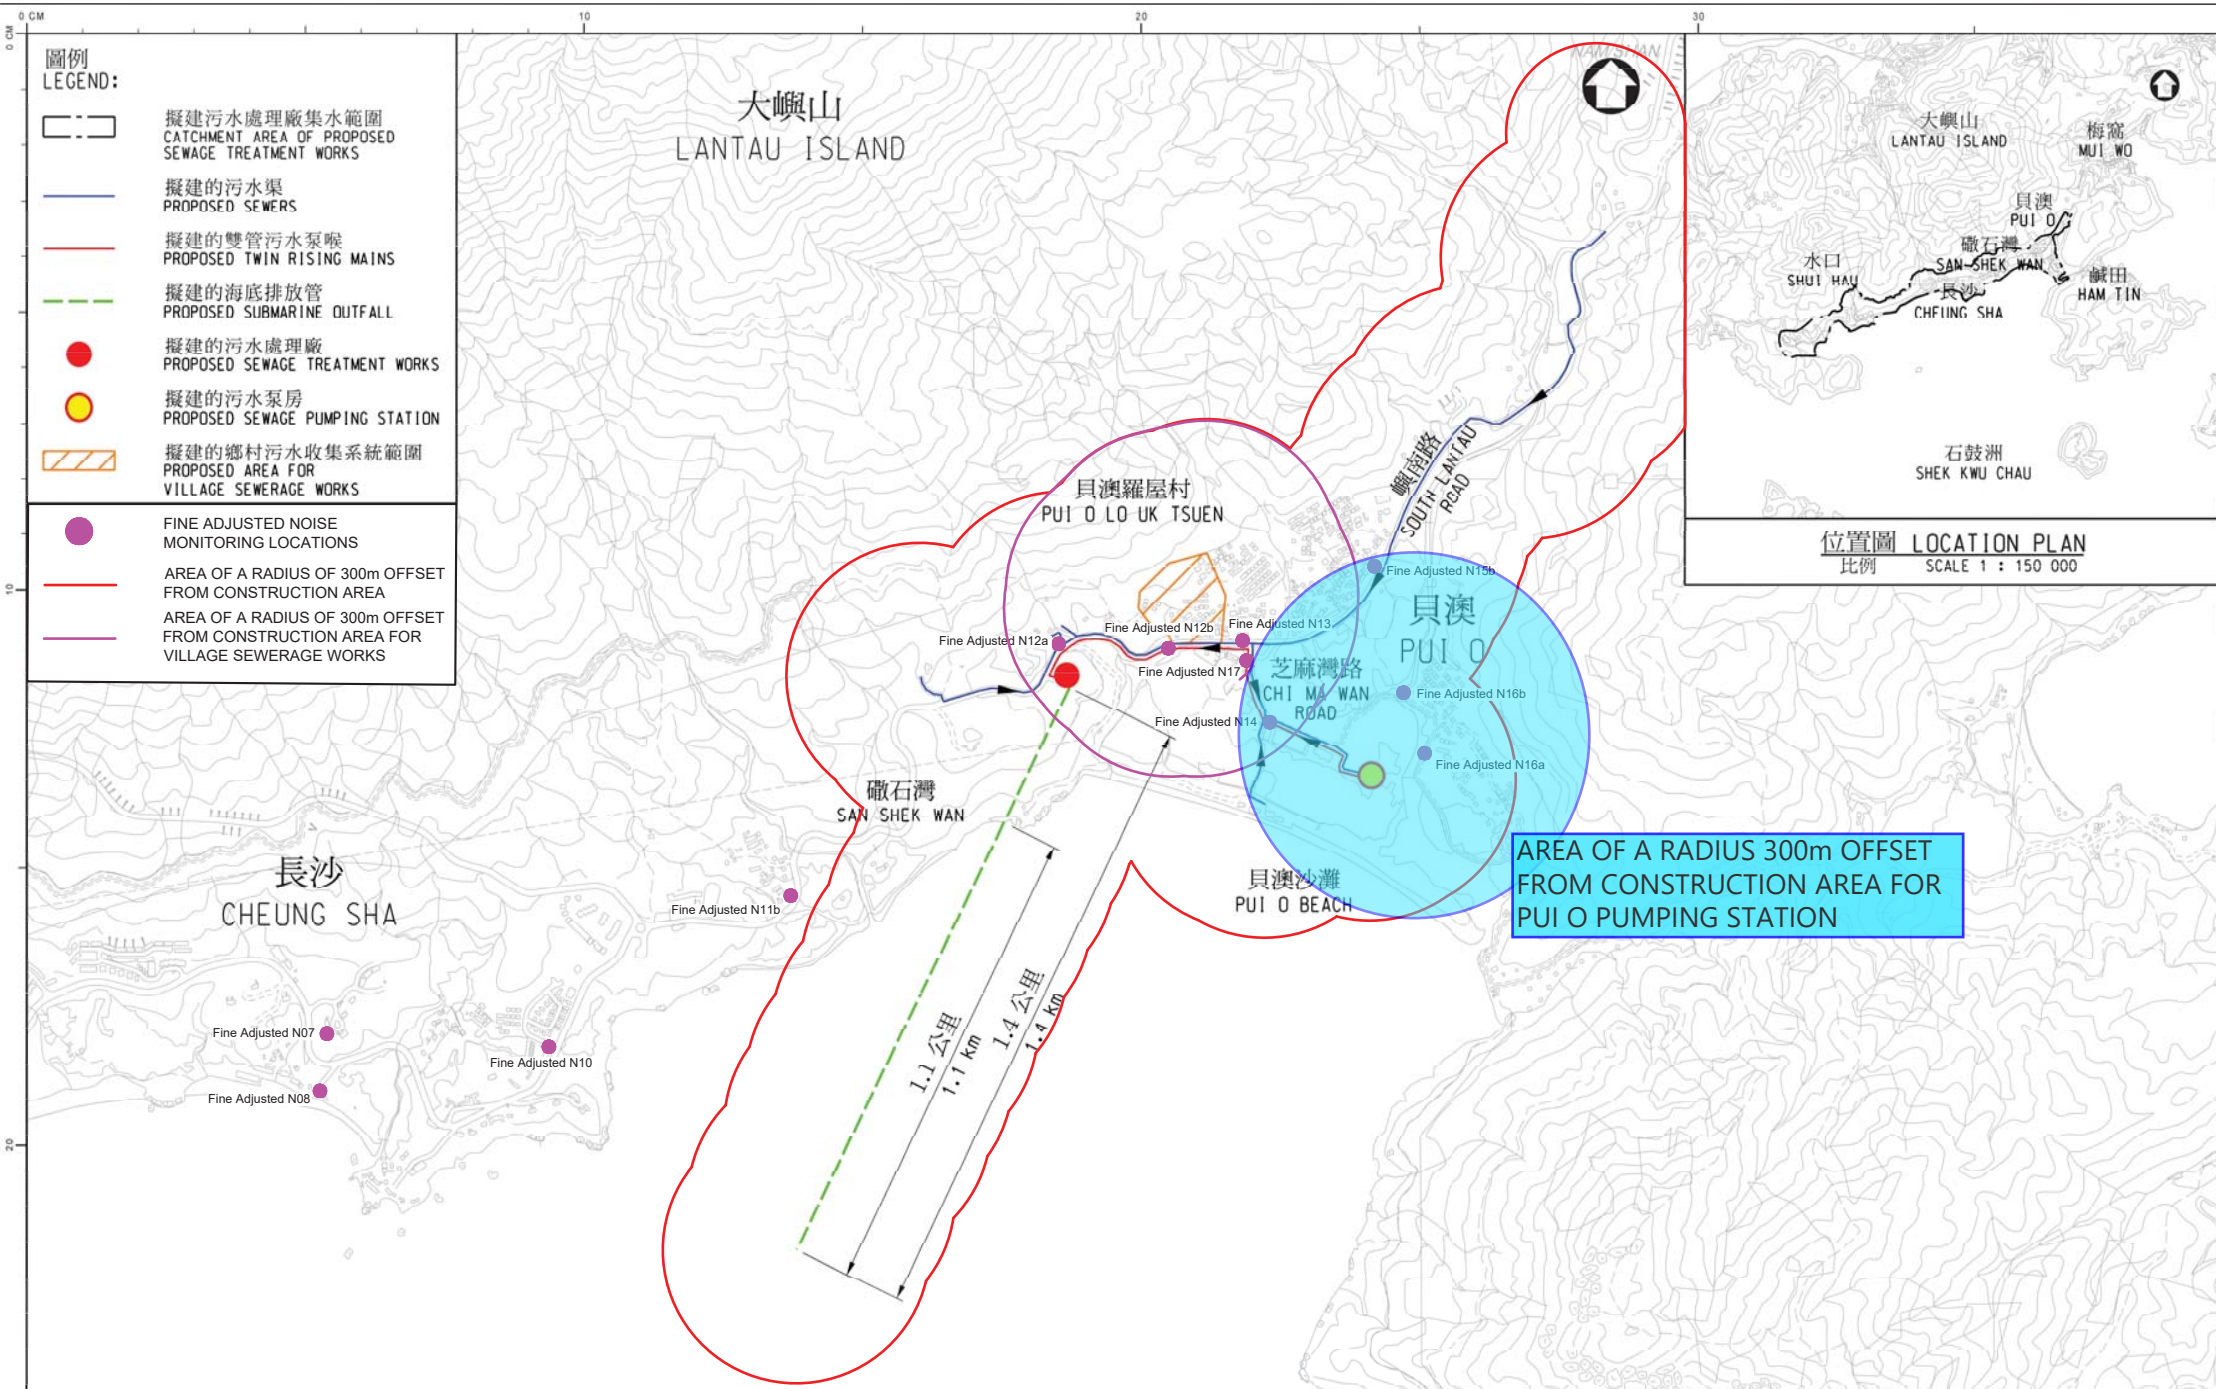 0 CM
10
20
30
0 CM
10
20
圖例
LEGEND:
擬建污水處理廠集水範圍
CATCHMENT AREA OF PROPOSED
SEWAGE TREATMENT WORKS
擬建的污水渠
PROPOSED SEWERS
擬建的雙管污水泵喉
PROPOSED TWIN RISING MAINS
擬建的海底排放管
PROPOSED SUBMARINE OUTFALL
擬建的污水處理廠
PROPOSED SEWAGE TREATMENT WORKS
擬建的污水泵房
PROPOSED SEWAGE PUMPING STATION
擬建的鄉村污水收集系統範圍
PROPOSED AREA FOR
VILLAGE SEWERAGE WORKS
FINE ADJUSTED NOISE
MONITORING LOCATIONS
AREA OF A RADIUS OF 300m OFFSET
FROM CONSTRUCTION AREA
AREA OF A RADIUS OF 300m OFFSET
FROM CONSTRUCTION AREA FOR
VILLAGE SEWERAGE WORKS
大嶼山
LANTAU ISLAND
NAM SHAN
大嶼山
LANTAU ISLAND
梅窩
MUI WO
貝澳
PUI O
磡石灣
SAN SHEK WAN
水口
SHUI HAU
長沙
CHEUNG SHA
鹹田
HAM TIN
石鼓洲
SHEK KWU CHAU
位置圖 LOCATION PLAN
比例 SCALE 1 : 150 000
嶼南路
SOUTH LANTAU
ROAD
貝澳羅屋村
PUI O LO UK TSUEN
Fine Adjusted N15b
貝澳
PUI O
Fine Adjusted N12a
Fine Adjusted N12b
Fine Adjusted N13
Fine Adjusted N17
芝麻灣路
CHI MA WAN
ROAD
Fine Adjusted N16b
Fine Adjusted N14
Fine Adjusted N16a
磡石灣
SAN SHEK WAN
AREA OF A RADIUS 300m OFFSET
FROM CONSTRUCTION AREA FOR
PUI O PUMPING STATION
貝澳沙灘
PUI O BEACH
長沙
CHEUNG SHA
Fine Adjusted N11b
1.1 公里
1.1 km
1.4 公里
1.4 km
Fine Adjusted N07
Fine Adjusted N10
Fine Adjusted N08